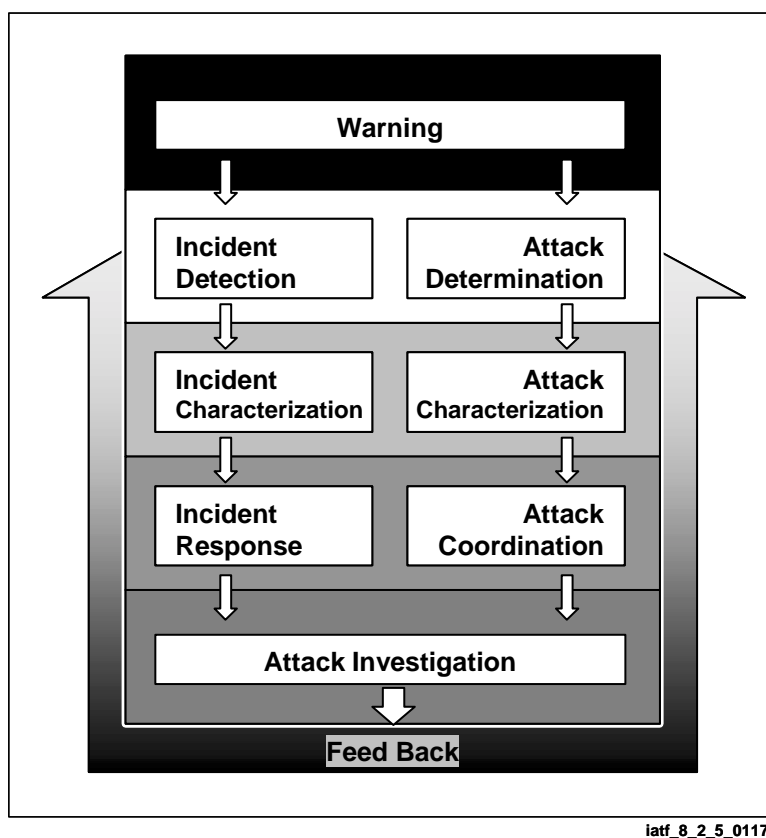 Warning
Incident
Detection
Attack
Determination
Incident
Characterization
Attack
Characterization
Incident
Response
Attack
Coordination
Attack Investigation
Feed Back
iatf_8_2_5_0117